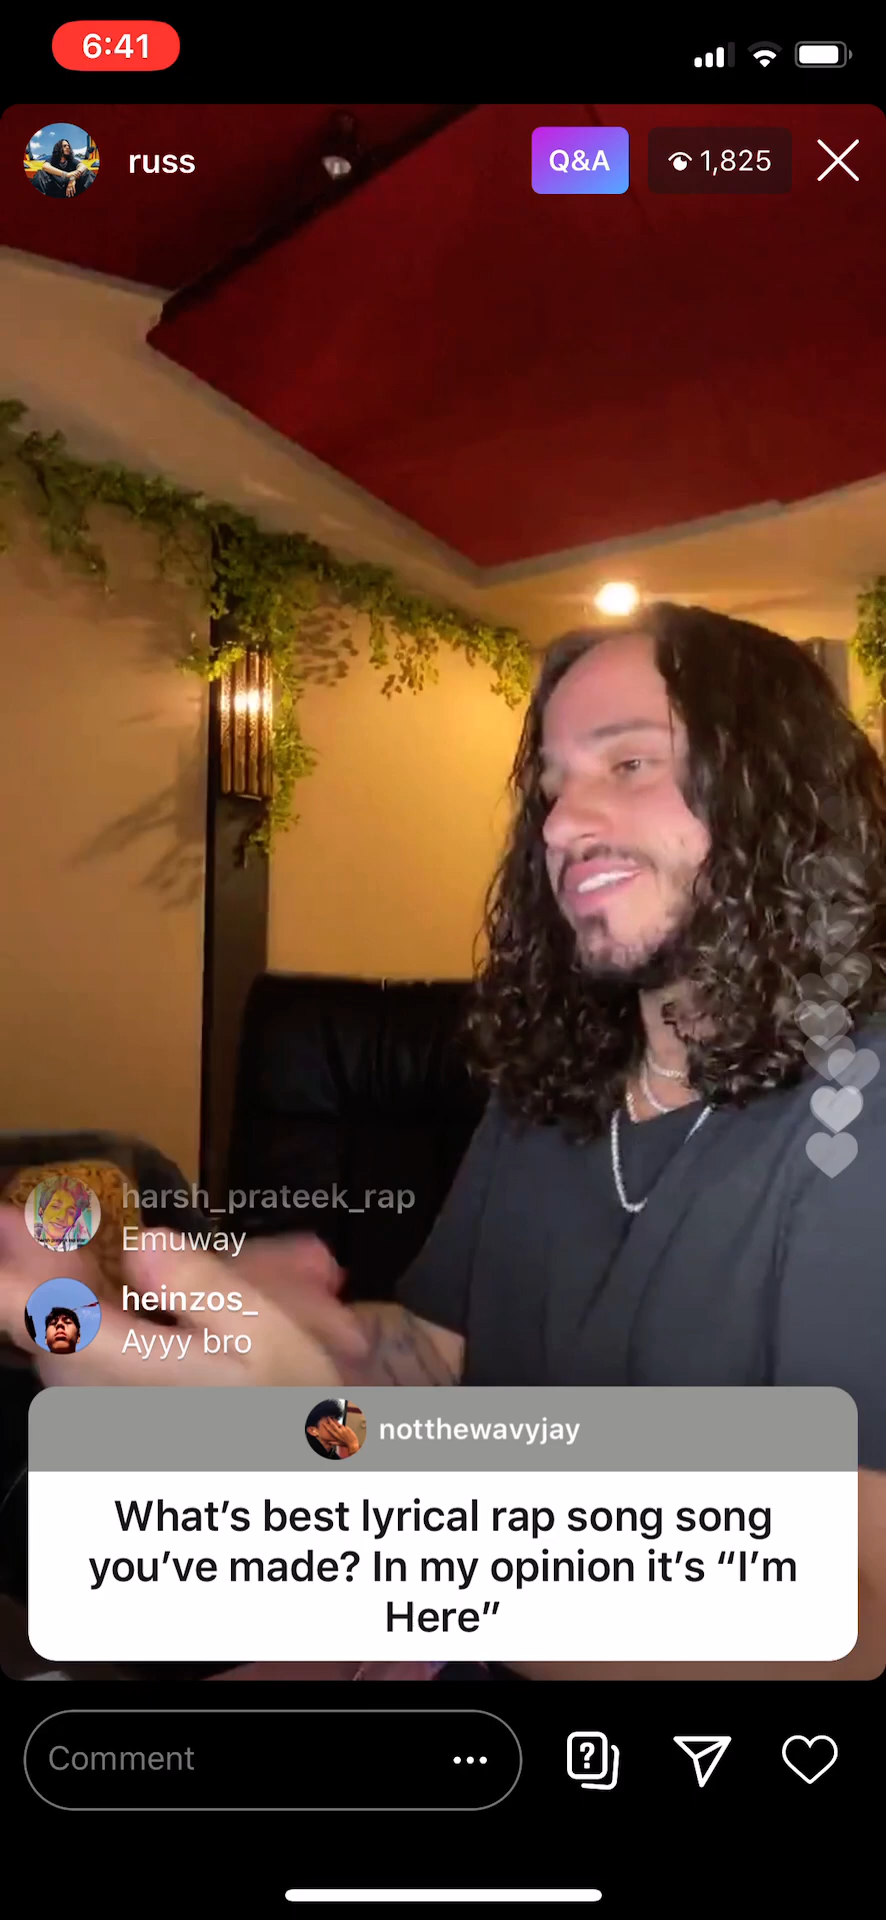 6:41
russ
Q&A
1,825
harsh_prateek_rap
Emuway
heinzos_
Ayyy bro
notthewavyjay
What’s best lyrical rap song song
you’ve made? In my opinion it’s “I’m
Here”
Comment